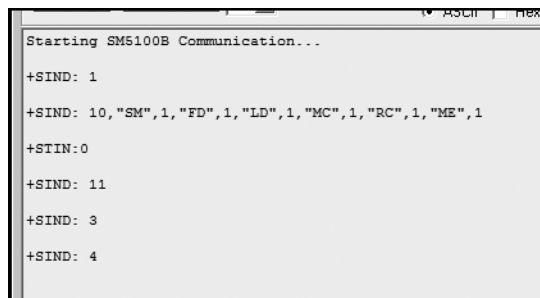 ASCII Hex
Starting SM5100B Communication...
+SIND: 1
+SIND: 10,"SM",1,"FD",1,"LD",1,"MC",1,"RC",1,"ME",1
+STIN:0
+SIND: 11
+SIND: 3
+SIND: 4